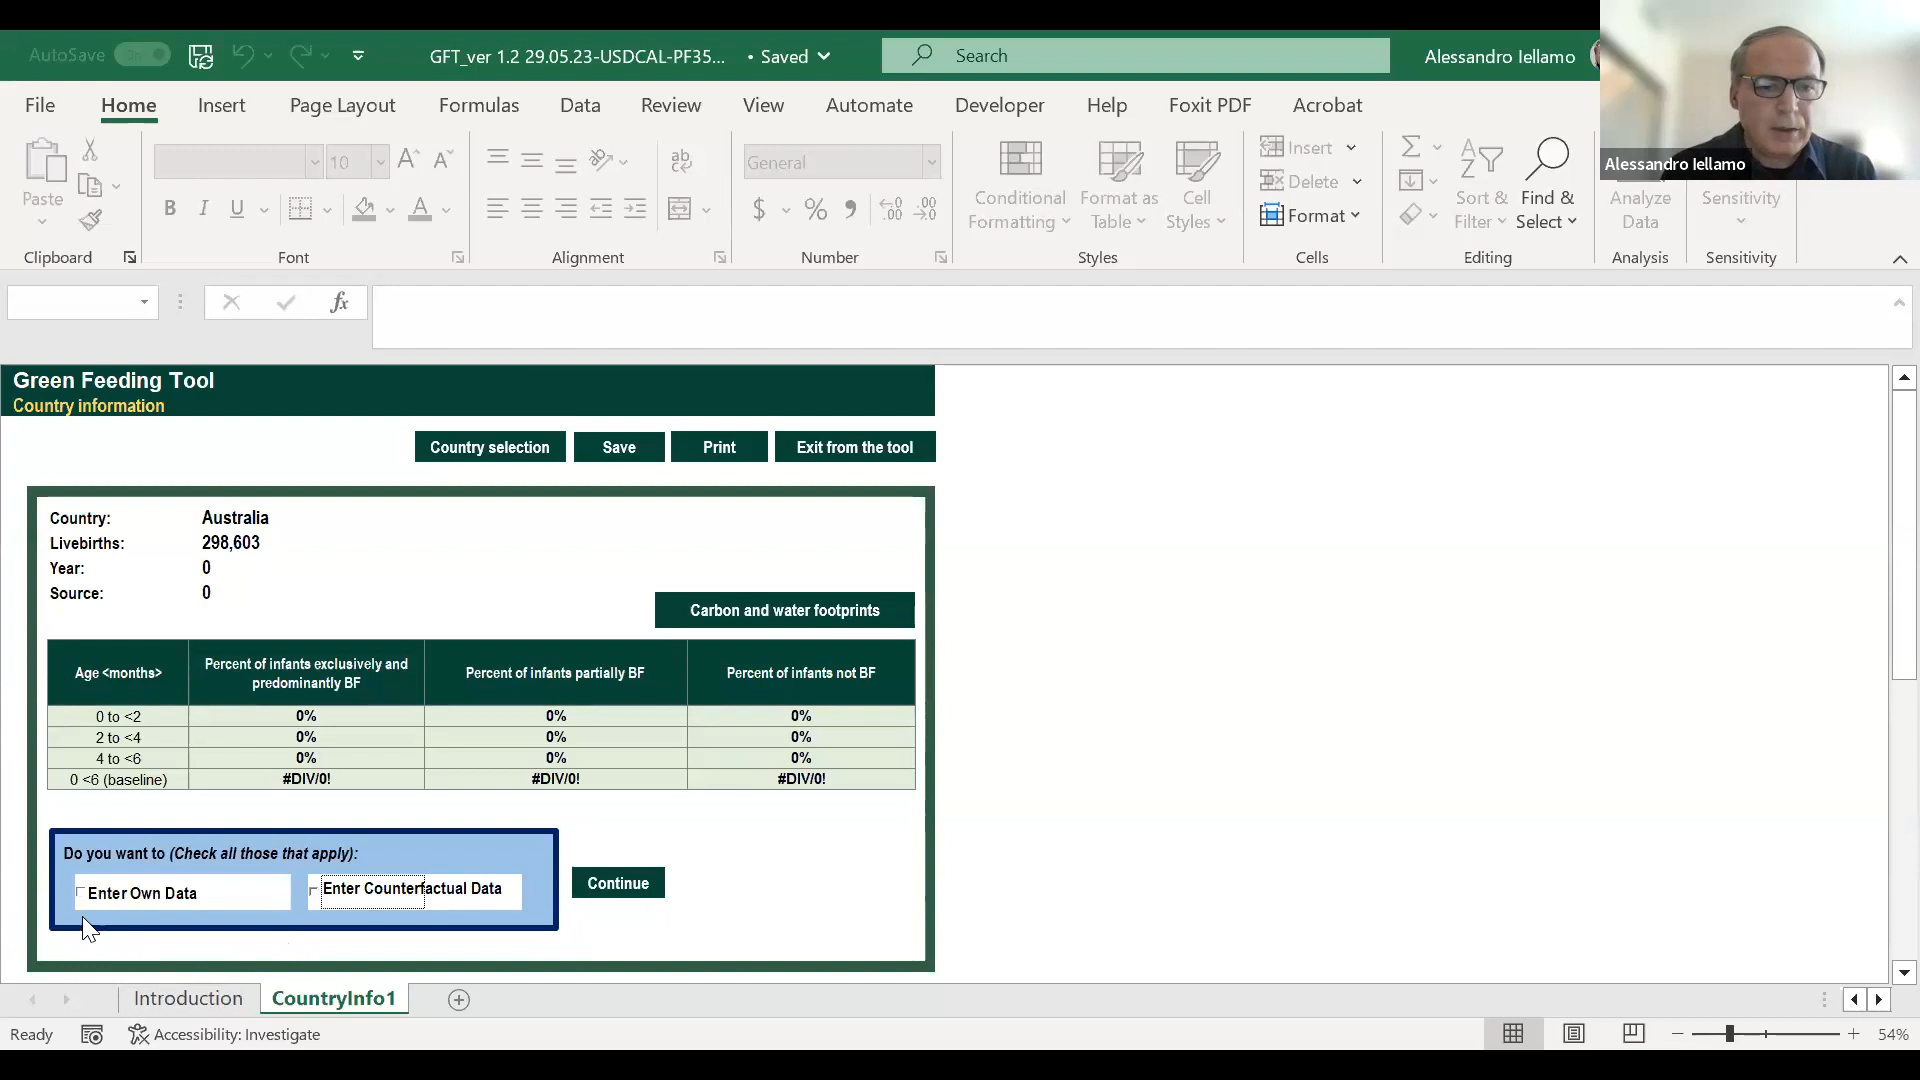 AutoSave On
GFT_ver 1.2 29.05.23-USDCAL-PF35... • Saved
Search
Alessandro Iellamo
File Home Insert Page Layout Formulas Data Review View Automate Developer Help Foxit PDF Acrobat
Alessandro Iellamo
Paste
10
General
Conditional Formatting
Format as Table
Cell Styles
Insert
Delete
Format
Sort & Filter
Find & Select
Analyze Data
Sensitivity
Clipboard Font Alignment Number Styles Cells Editing Analysis Sensitivity
fx
Green Feeding Tool
Country information
Country selection Save Print Exit from the tool
Country: Australia
Livebirths: 298,603
Year: 0
Source: 0
Carbon and water footprints
Age <months> Percent of infants exclusively and predominantly BF Percent of infants partially BF Percent of infants not BF
0 to <2 0% 0% 0%
2 to <4 0% 0% 0%
4 to <6 0% 0% 0%
0 <6 (baseline) #DIV/0! #DIV/0! #DIV/0!
Do you want to (Check all those that apply):
Enter Own Data Enter Counterfactual Data
Continue
Introduction CountryInfo1
Ready Accessibility: Investigate 54%